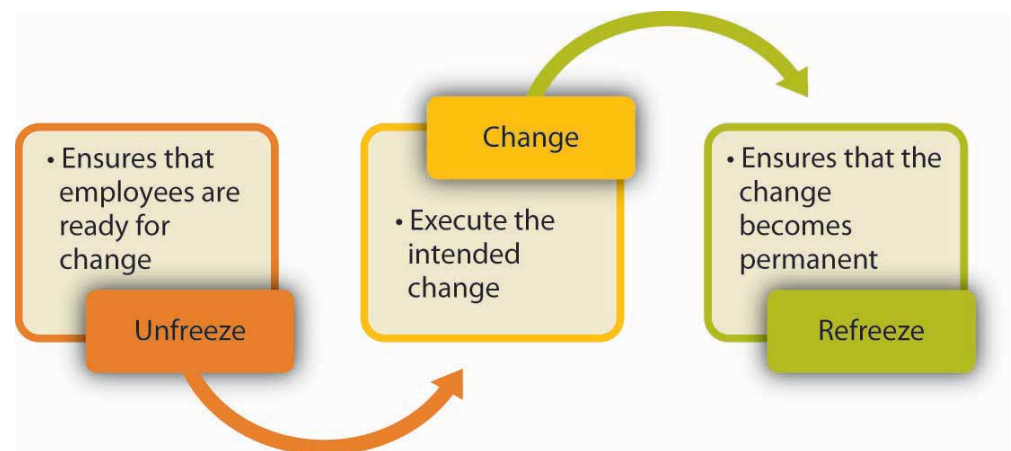 • Ensures that
employees are
ready for
change
Unfreeze
Change
• Execute the
intended
change
• Ensures that the
change
becomes
permanent
Refreeze